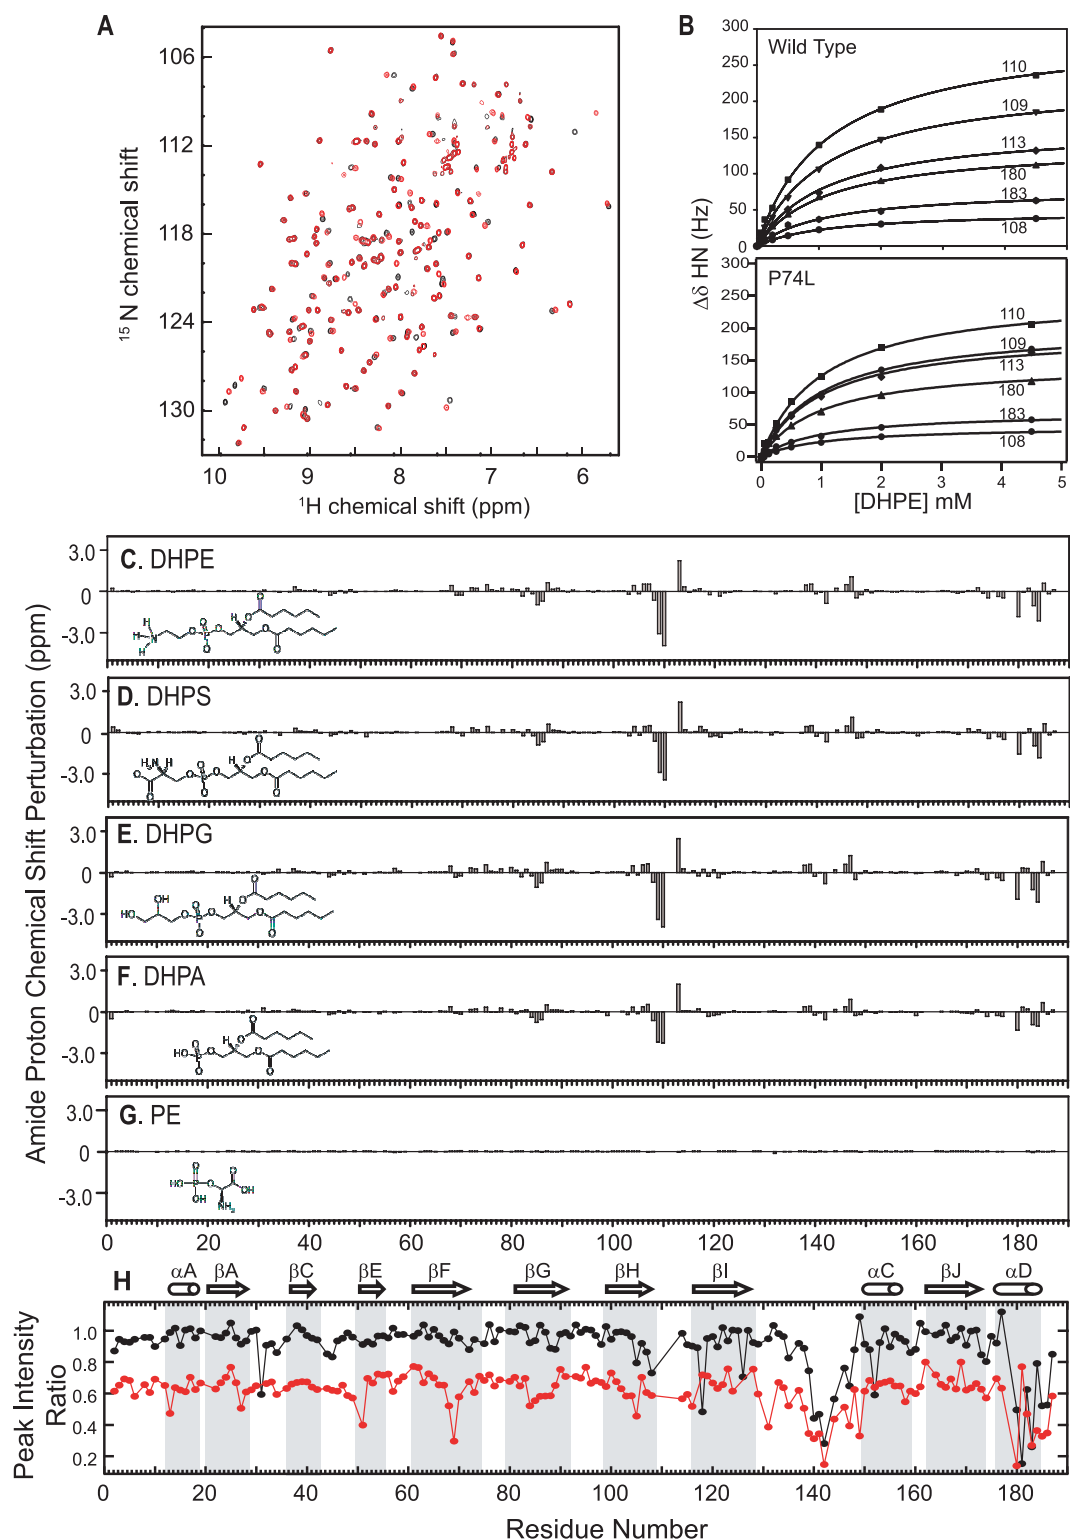 A
106
112
118
124
130
15 N chemical shift
10 9 8 7 6
1H chemical shift (ppm)
B
Wild Type
300
250
200
150
100
50
0
110
109
113
180
183
108
Δδ HN (Hz)
P74L
300
250
200
150
100
50
0
110
109
113
180
183
108
0 1 2 3 4 5
[DHPE] mM
Amide Proton Chemical Shift Perturbation (ppm)
C. DHPE
3.0
0
-3.0
D. DHPS
3.0
0
-3.0
E. DHPG
3.0
0
-3.0
F. DHPA
3.0
0
-3.0
G. PE
3.0
0
-3.0
0 20 40 60 80 100 120 140 160 180
H
αA βA βC βE βF βG βH βI αC βJ αD
Peak Intensity
Ratio
1.0
0.8
0.6
0.4
0.2
0 20 40 60 80 100 120 140 160 180
Residue Number